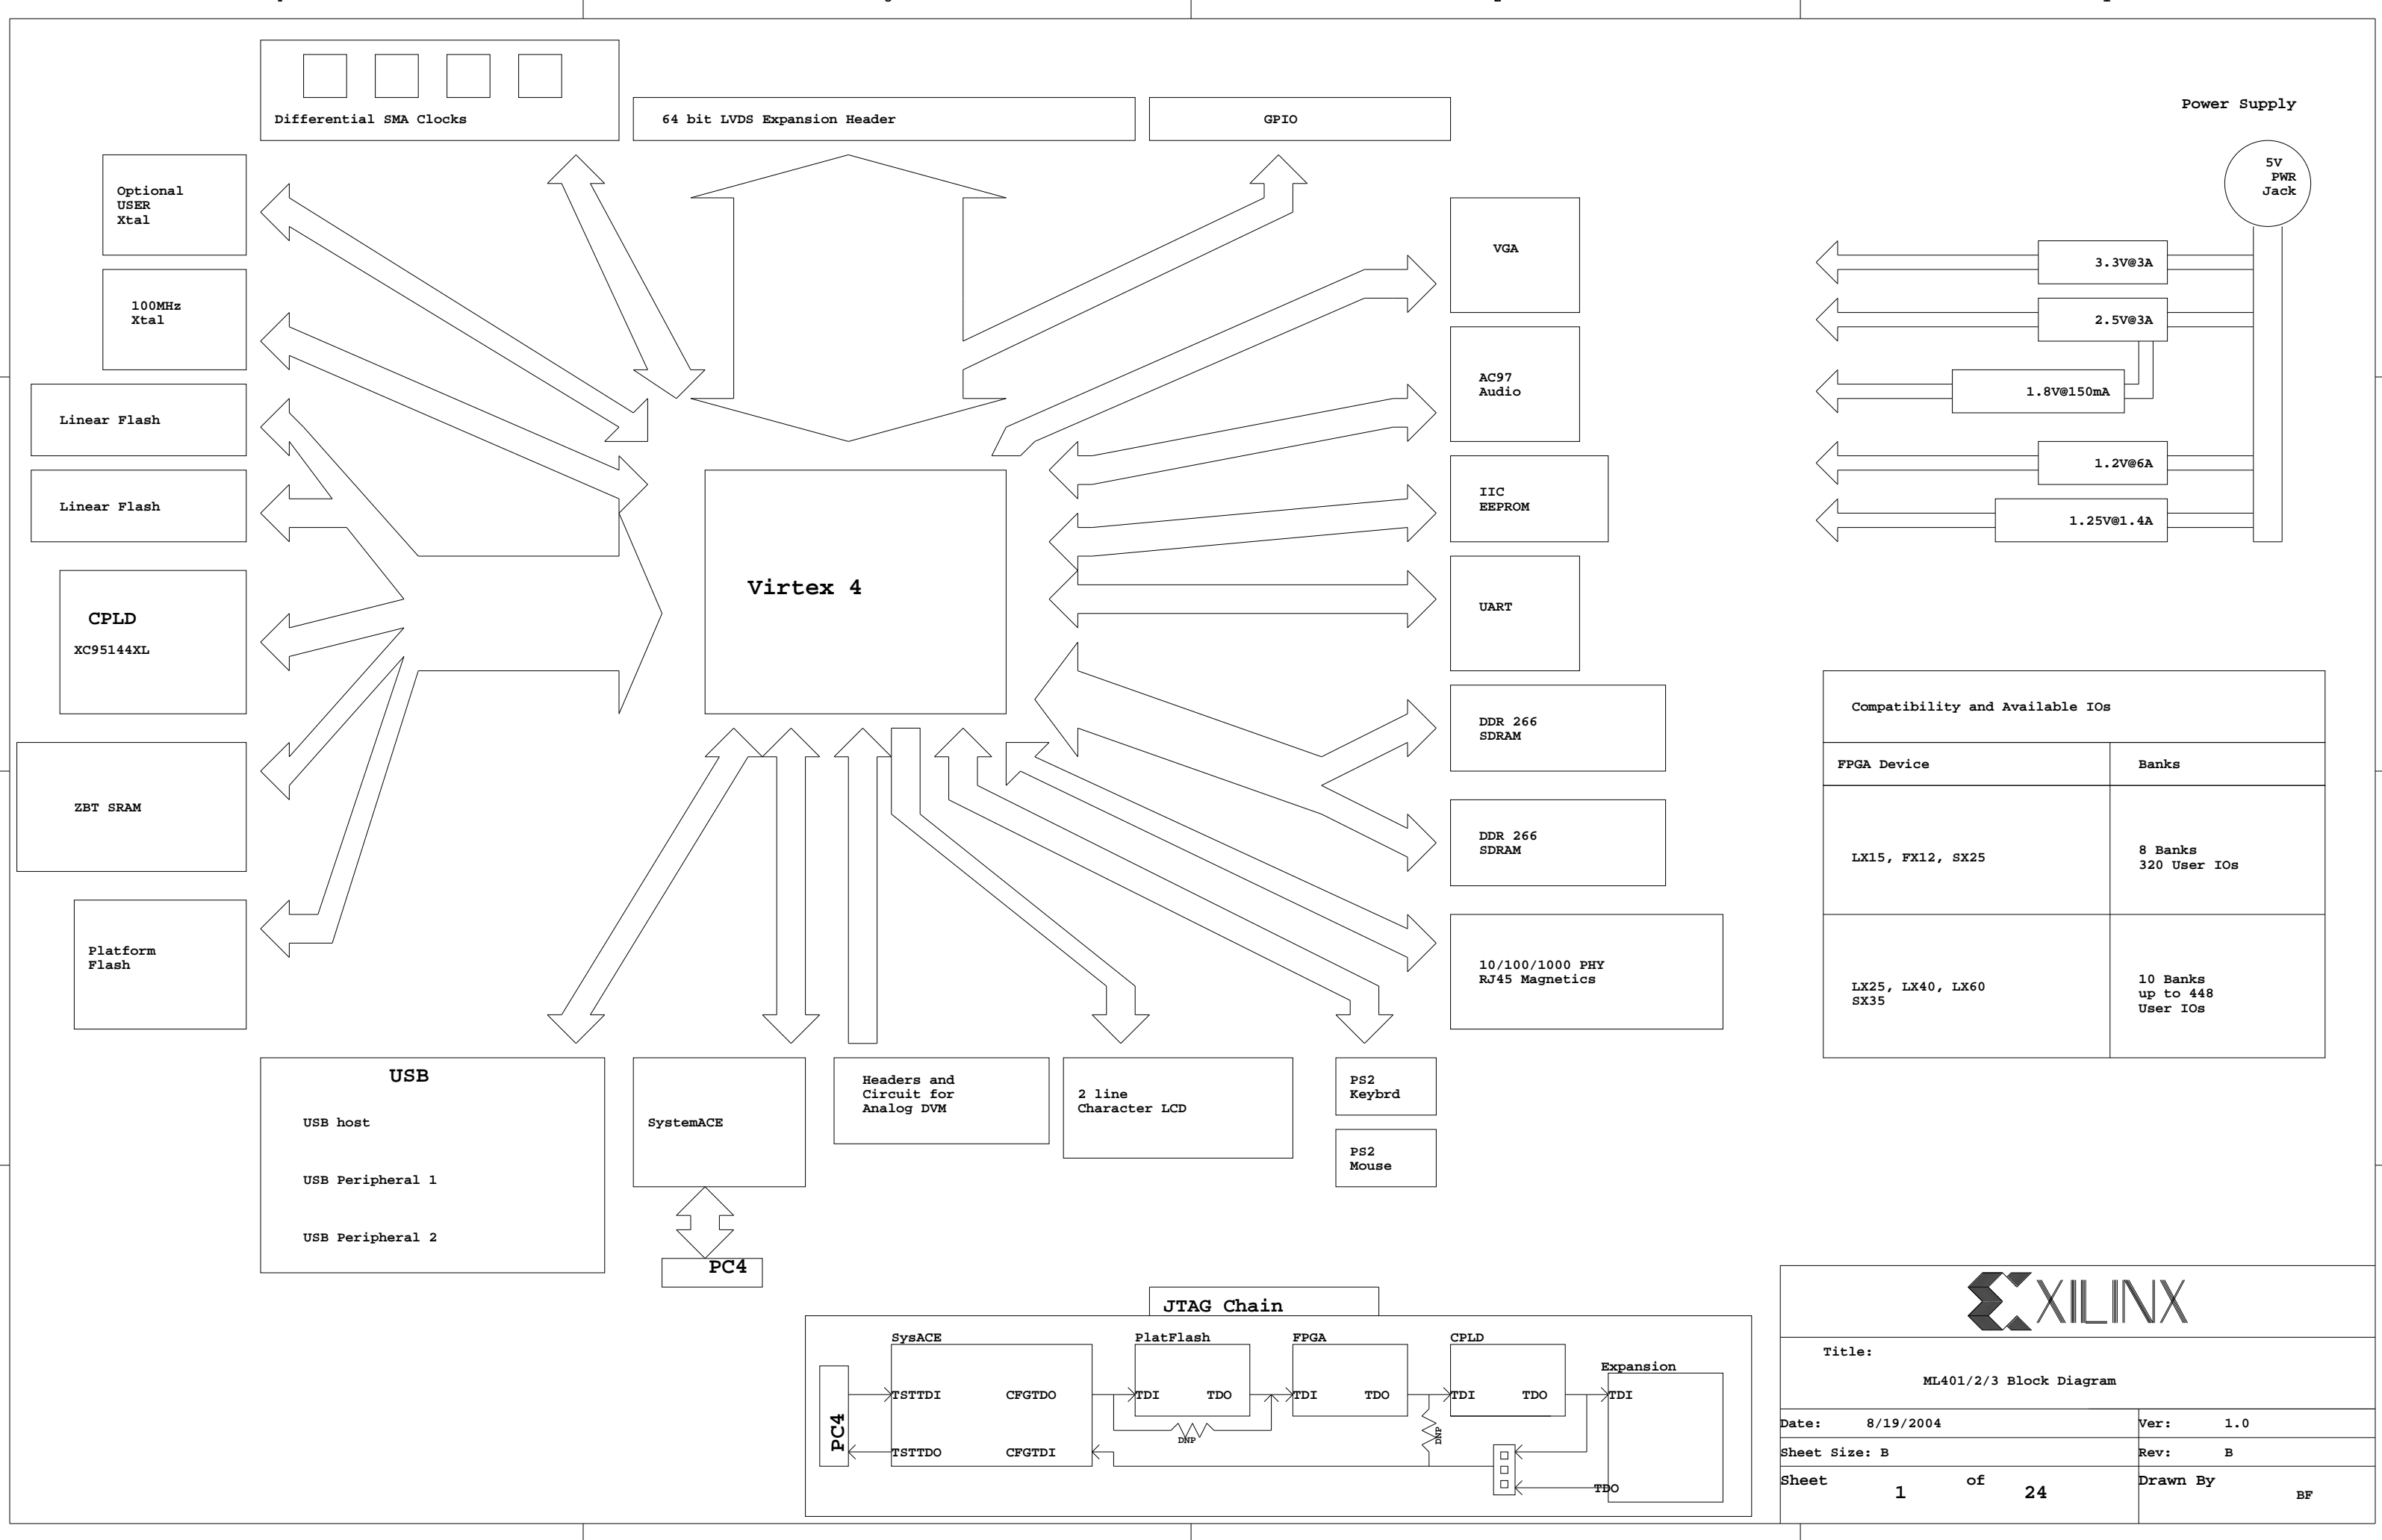 Differential SMA Clocks
64 bit LVDS Expansion Header
GPIO
Power Supply
5V
PWR
Jack
Optional
USER
Xtal
100MHz
Xtal
Linear Flash
Linear Flash
CPLD
XC95144XL
ZBT SRAM
Platform
Flash
Virtex 4
VGA
AC97
Audio
IIC
EEPROM
UART
DDR 266
SDRAM
DDR 266
SDRAM
10/100/1000 PHY
RJ45 Magnetics
3.3V@3A
2.5V@3A
1.8V@150mA
1.2V@6A
1.25V@1.4A
Compatibility and Available IOs
FPGA Device
Banks
LX15, FX12, SX25
8 Banks
320 User IOs
LX25, LX40, LX60
SX35
10 Banks
up to 448
User IOs
USB
USB host
USB Peripheral 1
USB Peripheral 2
SystemACE
PC4
Headers and
Circuit for
Analog DVM
2 line
Character LCD
PS2
Keybrd
PS2
Mouse
JTAG Chain
PC4
SysACE
TSTTDI
CFGTDO
TSTTDO
CFGTDI
PlatFlash
TDI
TDO
DNP
FPGA
TDI
TDO
DNP
CPLD
TDI
TDO
Expansion
TDI
TDO
XILINX
Title:
ML401/2/3 Block Diagram
Date: 8/19/2004
Ver: 1.0
Sheet Size: B
Rev: B
Sheet 1 of 24
Drawn By
BF